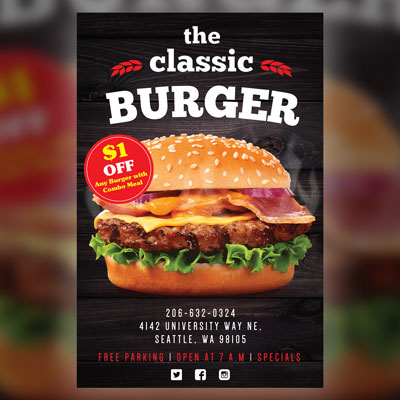 the
classic
BURGER
$1
OFF
Any Burger with
Combo Meal
206-632-0324
4142 UNIVERSITY WAY NE,
SEATTLE, WA 98105
FREE PARKING | OPEN AT 7 A.M | SPECIALS